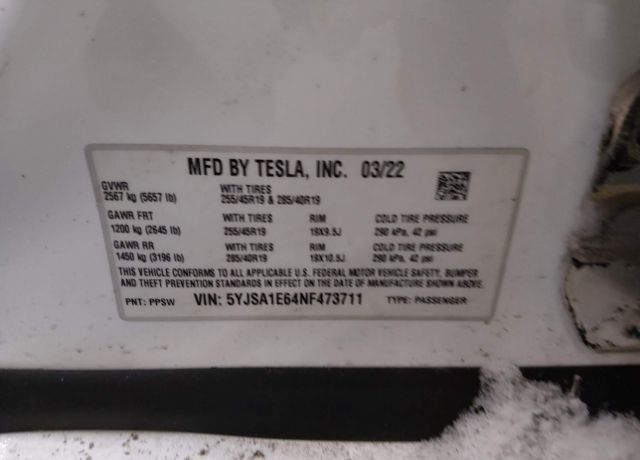 MFD BY TESLA, INC. 03/22
GVWR WITH TIRES
2567 kg (5657 lb) 255/45R19 & 285/40R19
GAWR FRT WITH TIRES RIM COLD TIRE PRESSURE
1200 kg (2645 lb) 255/45R19 19X9.5J 290 kPa, 42 psi
GAWR RR WITH TIRES RIM COLD TIRE PRESSURE
1450 kg (3196 lb) 285/40R19 19X10.5J 290 kPa, 42 psi
THIS VEHICLE CONFORMS TO ALL APPLICABLE U.S. FEDERAL MOTOR VEHICLE SAFETY, BUMPER
AND THEFT PREVENTION STANDARDS IN EFFECT ON THE DATE OF MANUFACTURE SHOWN ABOVE.
PNT: PPSW VIN: 5YJSA1E64NF473711 TYPE: PASSENGER